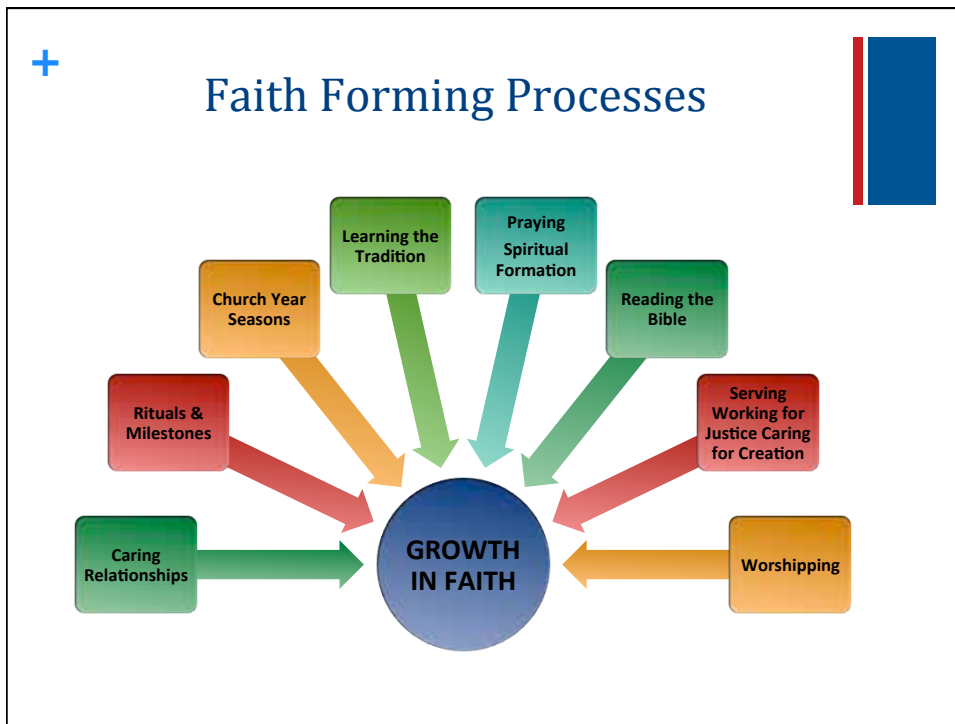 +
Faith Forming Processes
Caring
Relationships
Rituals &
Milestones
Church Year
Seasons
Learning the
Tradition
Praying
Spiritual
Formation
Reading the
Bible
Serving
Working for
Justice Caring
for Creation
Worshipping
GROWTH
IN FAITH